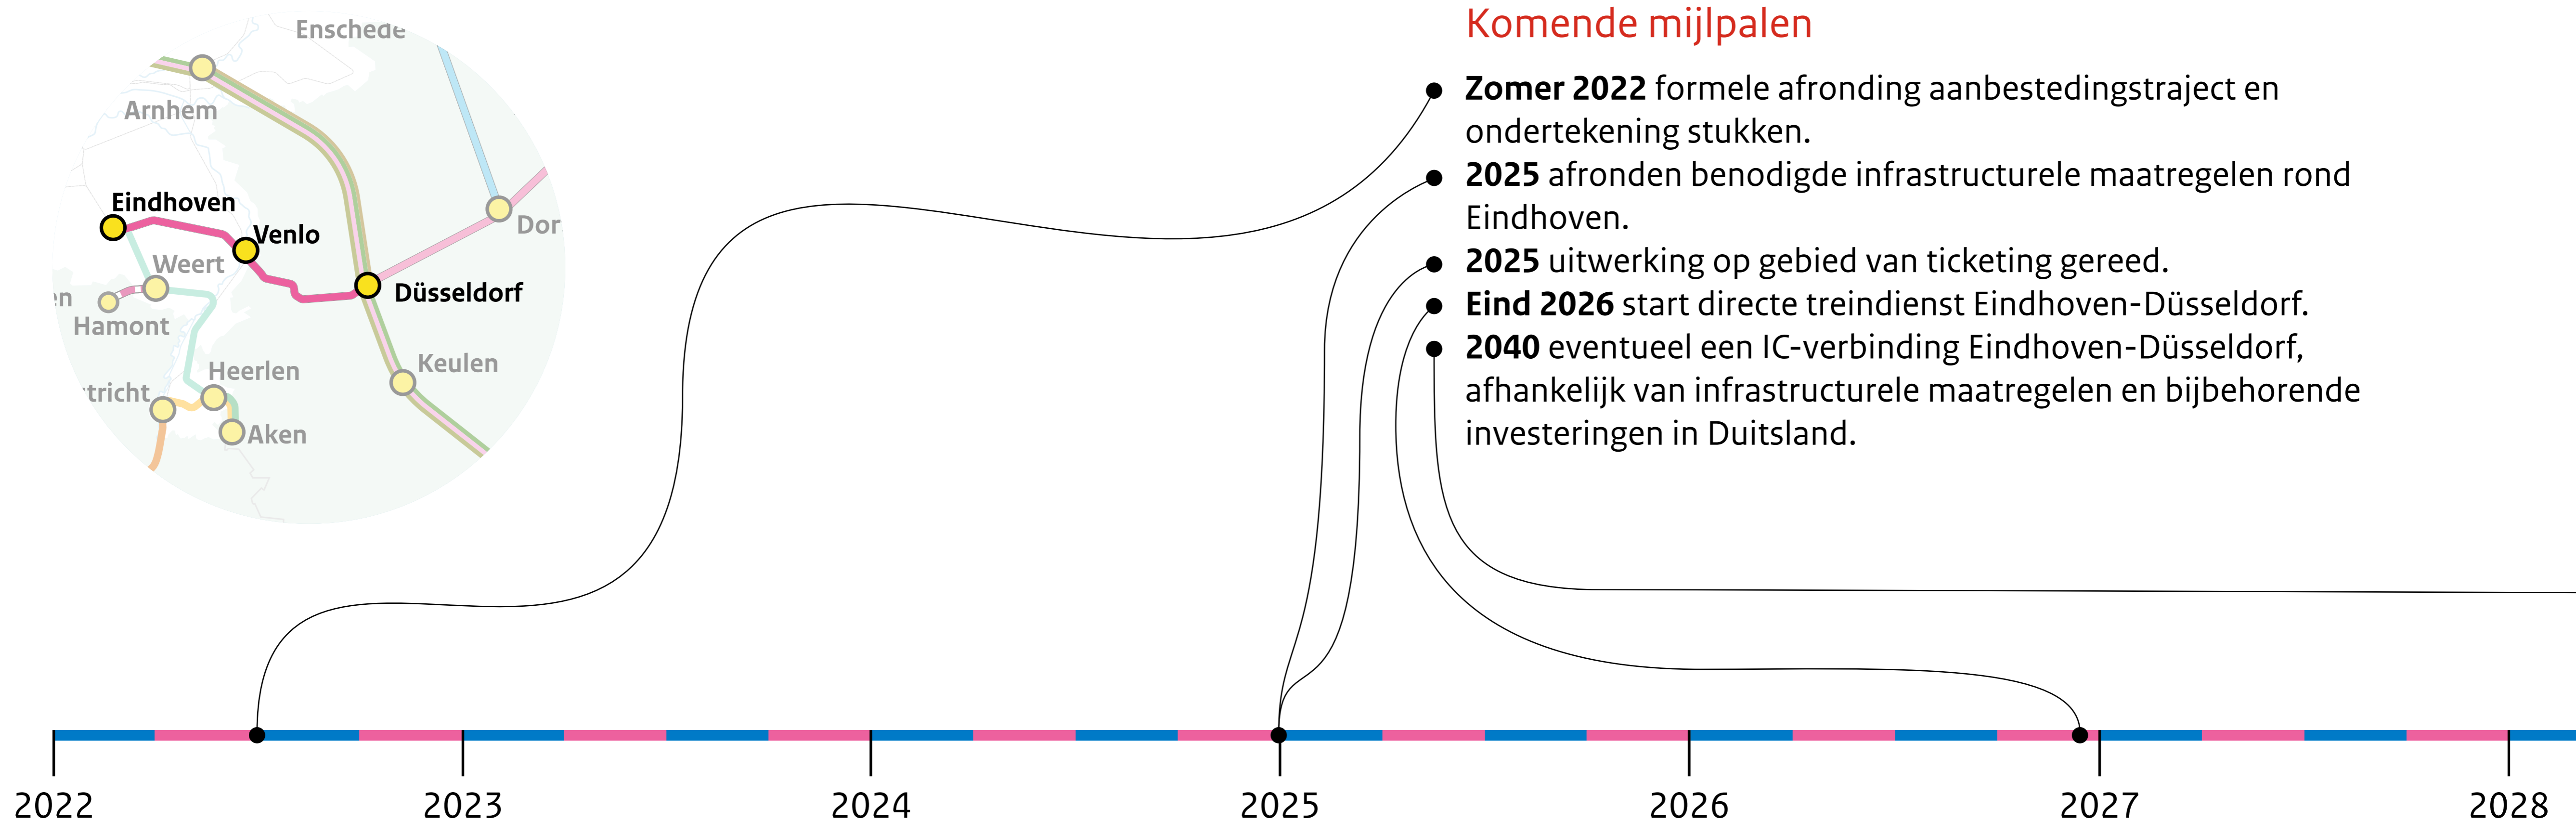 Enschede
Arnhem
Eindhoven
Venlo
Weert
Düsseldorf
Dor
en
Hamont
Keulen
Heerlen
tricht
Aken
Komende mijlpalen
Zomer 2022 formele afronding aanbestedingstraject en
ondertekening stukken.
2025 afronden benodigde infrastructurele maatregelen rond
Eindhoven.
2025 uitwerking op gebied van ticketing gereed.
Eind 2026 start directe treindienst Eindhoven-Düsseldorf.
2040 eventueel een IC-verbinding Eindhoven-Düsseldorf,
afhankelijk van infrastructurele maatregelen en bijbehorende
investeringen in Duitsland.
2022 2023 2024 2025 2026 2027 2028